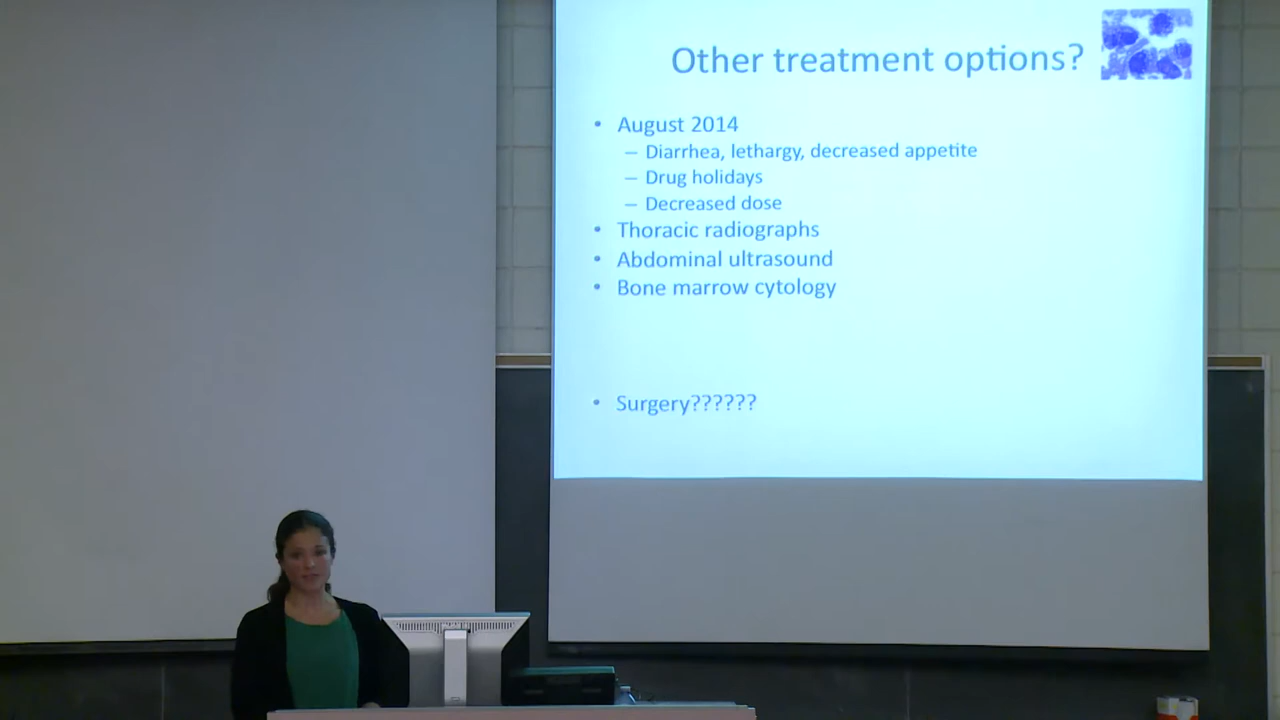 Other treatment options?
• August 2014
– Diarrhea, lethargy, decreased appetite
– Drug holidays
– Decreased dose
• Thoracic radiographs
• Abdominal ultrasound
• Bone marrow cytology
• Surgery??????